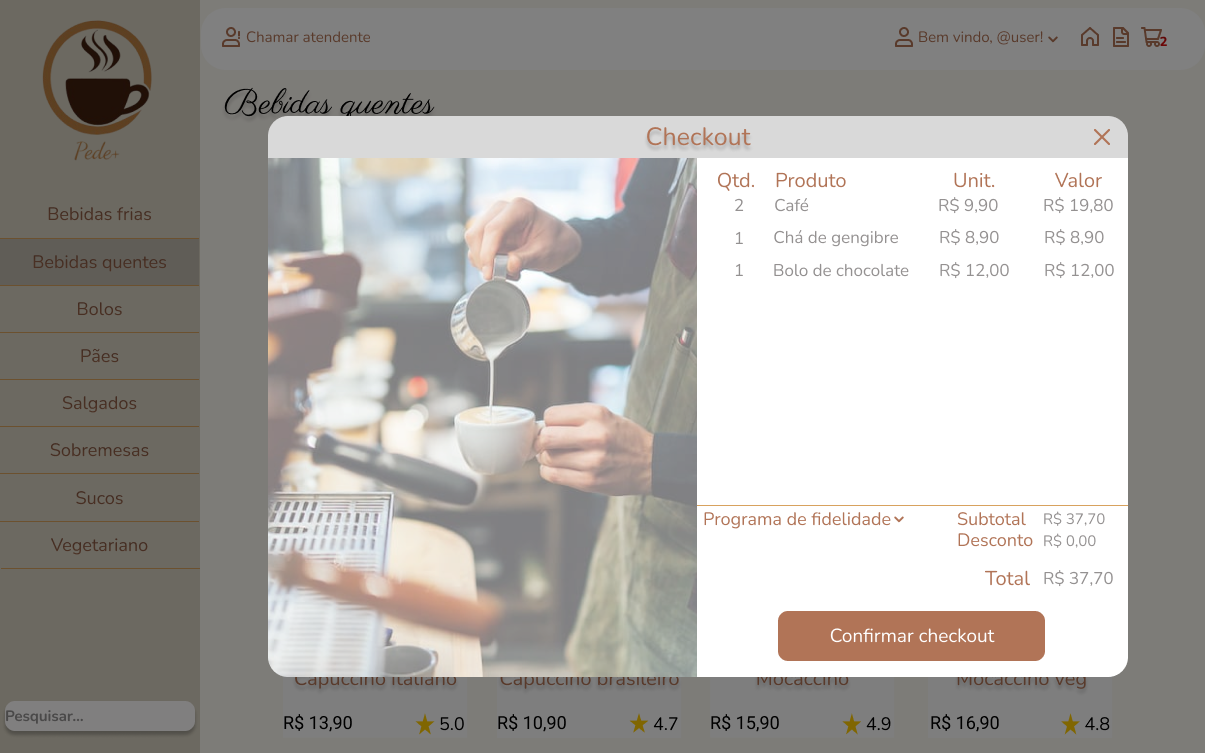 Chamar atendente
Bem vindo, @user!
2
Pede+
Bebidas quentes
Bebidas frias
Bebidas quentes
Bolos
Pães
Salgados
Sobremesas
Sucos
Vegetariano
Pesquisar...
Checkout
Qtd. Produto Unit. Valor
2 Café R$ 9,90 R$ 19,80
1 Chá de gengibre R$ 8,90 R$ 8,90
1 Bolo de chocolate R$ 12,00 R$ 12,00
Programa de fidelidade Subtotal R$ 37,70
Desconto R$ 0,00
Total R$ 37,70
Confirmar checkout
Capuccino italiano Capuccino brasileiro Mocaccino Mocaccino veg
R$ 13,90 5.0 R$ 10,90 4.7 R$ 15,90 4.9 R$ 16,90 4.8